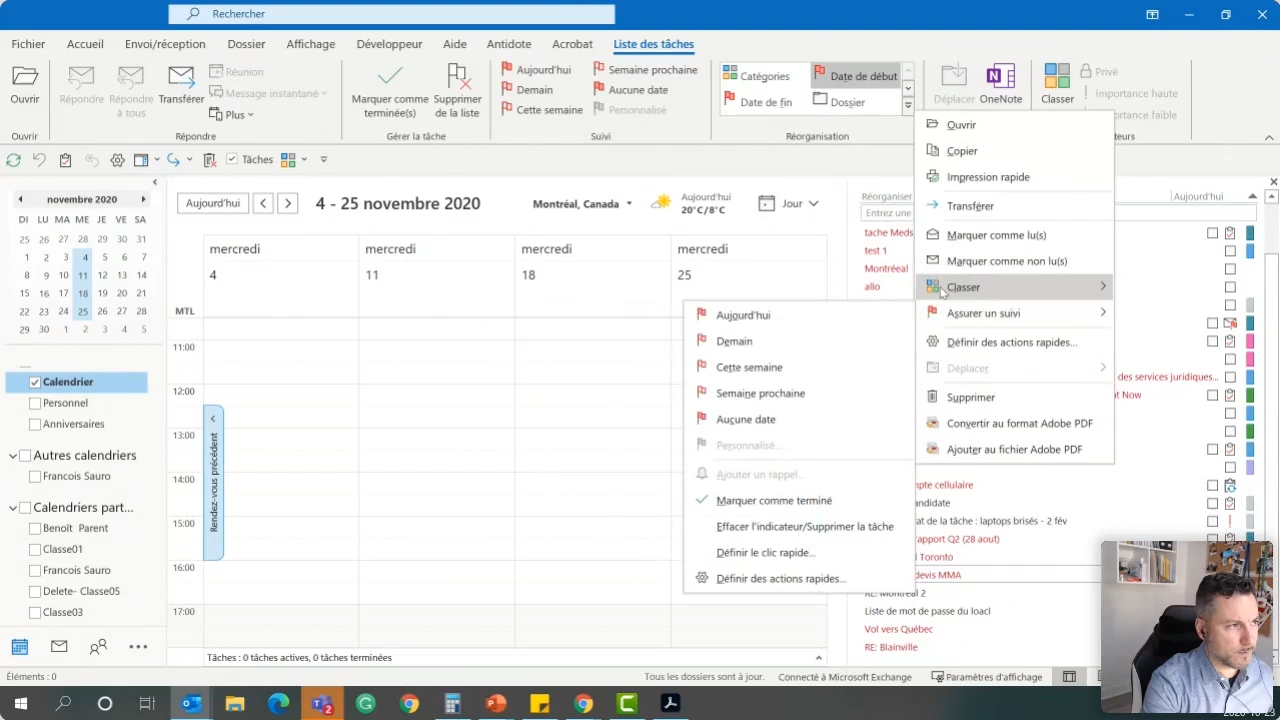 Rechercher
Fichier Accueil Envoi/réception Dossier Affichage Développeur Aide Antidote Acrobat Liste des tâches
Ouvrir
Répondre
Répondre à tous
Transférer
Réunion
Message instantané
Plus
Marquer comme terminée(s)
Supprimer de la liste
Aujourd'hui
Demain
Cette semaine
Semaine prochaine
Aucune date
Personnalisé
Catégories
Date de début
Date de fin
Dossier
Déplacer
OneNote
Classer
Privé
Importance haute
portance faible
Ouvrir
Répondre
Gérer la tâche
Suivi
Réorganisation
teurs
Tâches
novembre 2020
DI LU MA ME JE VE SA
25 26 27 28 29 30 31
1 2 3 4 5 6 7
8 9 10 11 12 13 14
15 16 17 18 19 20 21
22 23 24 25 26 27 28
29 30 1 2 3 4 5
Calendrier
Personnel
Anniversaires
Autres calendriers
Francois Sauro
Calendriers part...
Benoît Parent
Classe01
Francois Sauro
Delete- Classe05
Classe03
Aujourd'hui
4 - 25 novembre 2020
Montréal, Canada
Aujourd'hui
20°C/8°C
Jour
mercredi mercredi mercredi mercredi
4 11 18 25
MTL
11:00
12:00
13:00
14:00
15:00
16:00
17:00
Rendez-vous précédent
Tâches : 0 tâches actives, 0 tâches terminées
Aujourd'hui
Demain
Cette semaine
Semaine prochaine
Aucune date
Personnalisé...
Ajouter un rappel...
Marquer comme terminé
Effacer l'indicateur/Supprimer la tâche
Définir le clic rapide...
Définir des actions rapides...
Ouvrir
Copier
Impression rapide
Transférer
Marquer comme lu(s)
Marquer comme non lu(s)
Classer
Assurer un suivi
Définir des actions rapides...
Déplacer
Supprimer
Convertir au format Adobe PDF
Ajouter au fichier Adobe PDF
Réorganiser
Aujourd'hui
Entrez une
tache Meds
test 1
Montréeal
allo
des services juridiques...
t Now
pte cellulaire
andidate
at de la tâche : laptops brisés - 2 fév
rapport Q2 (28 aout)
l Toronto
devis MMA
RE: Montreal 2
Liste de mot de passe du loacl
Vol vers Québec
RE: Blainville
Éléments : 0
Tous les dossiers sont à jour.
Connecté à Microsoft Exchange
Paramètres d'affichage
2020-10-23